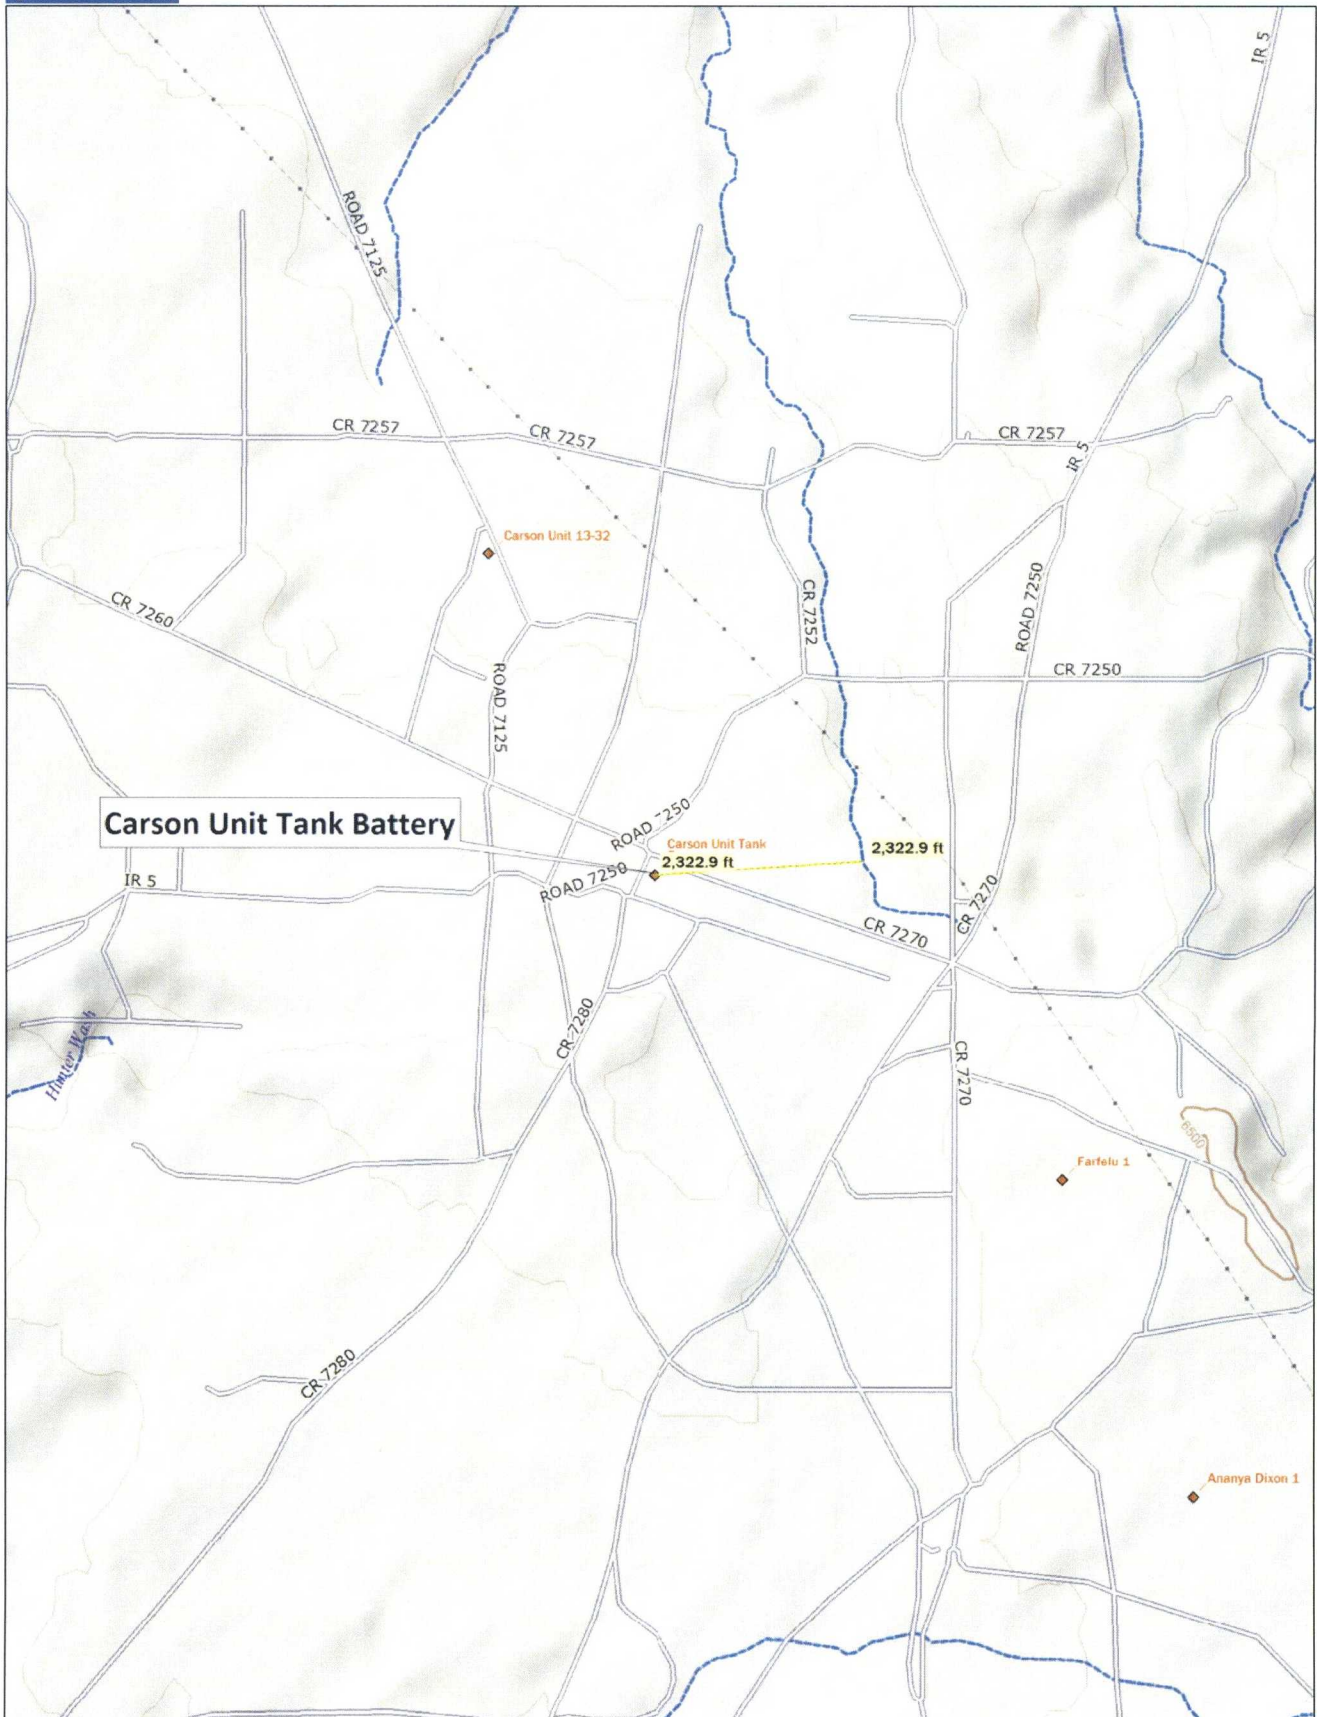 IR 5
ROAD 7125
CR 7257
CR 7257
CR 7257
IR 5
Carson Unit 13-32
CR 7260
CR 7252
ROAD 7250
CR 7250
ROAD 7125
Carson Unit Tank Battery
ROAD 7250
Carson Unit Tank
2,322.9 ft
2,322.9 ft
IR 5
ROAD 7250
CR 7270
CR 7270
Hunter Wash
CR 7280
CR 7270
6500
Farfelu 1
CR 7280
Ananya Dixon 1